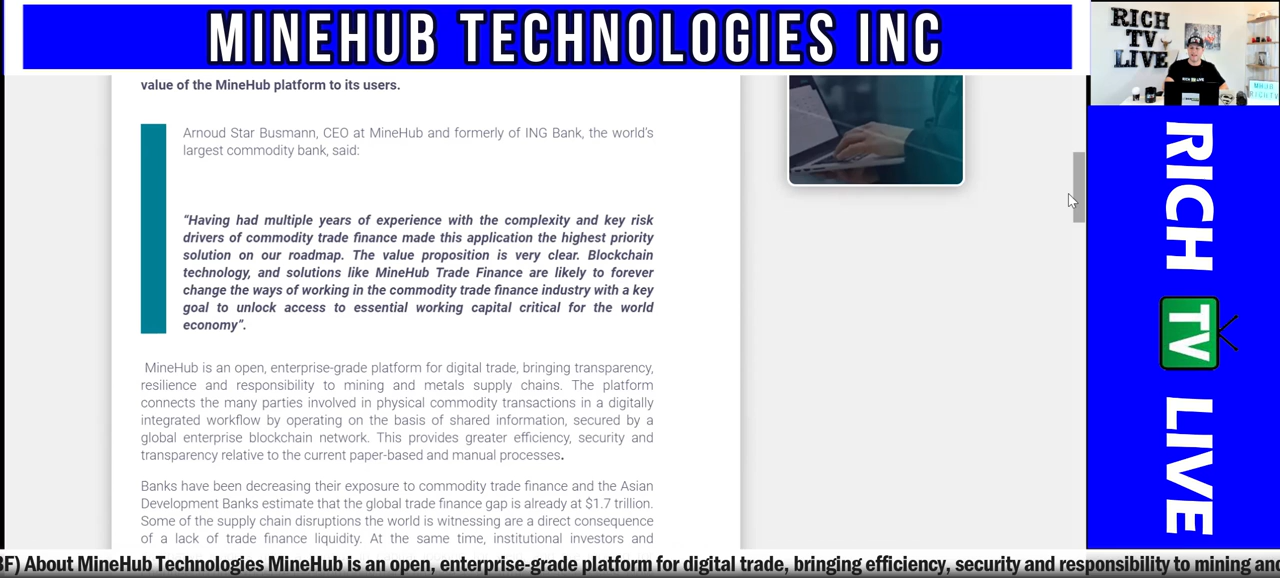 MINEHUB TECHNOLOGIES INC
RICH
TV
LIVE
value of the MineHub platform to its users.
Arnoud Star Busmann, CEO at MineHub and formerly of ING Bank, the world's
largest commodity bank, said:
"Having had multiple years of experience with the complexity and key risk
drivers of commodity trade finance made this application the highest priority
solution on our roadmap. The value proposition is very clear. Blockchain
technology, and solutions like MineHub Trade Finance are likely to forever
change the ways of working in the commodity trade finance industry with a key
goal to unlock access to essential working capital critical for the world
economy".
MineHub is an open, enterprise-grade platform for digital trade, bringing transparency,
resilience and responsibility to mining and metals supply chains. The platform
connects the many parties involved in physical commodity transactions in a digitally
integrated workflow by operating on the basis of shared information, secured by a
global enterprise blockchain network. This provides greater efficiency, security and
transparency relative to the current paper-based and manual processes.
Banks have been decreasing their exposure to commodity trade finance and the Asian
Development Banks estimate that the global trade finance gap is already at $1.7 trillion.
Some of the supply chain disruptions the world is witnessing are a direct consequence
of a lack of trade finance liquidity. At the same time, institutional investors and
RICH
TV
LIVE
BF) About MineHub Technologies MineHub is an open, enterprise-grade platform for digital trade, bringing efficiency, security and responsibility to mining and